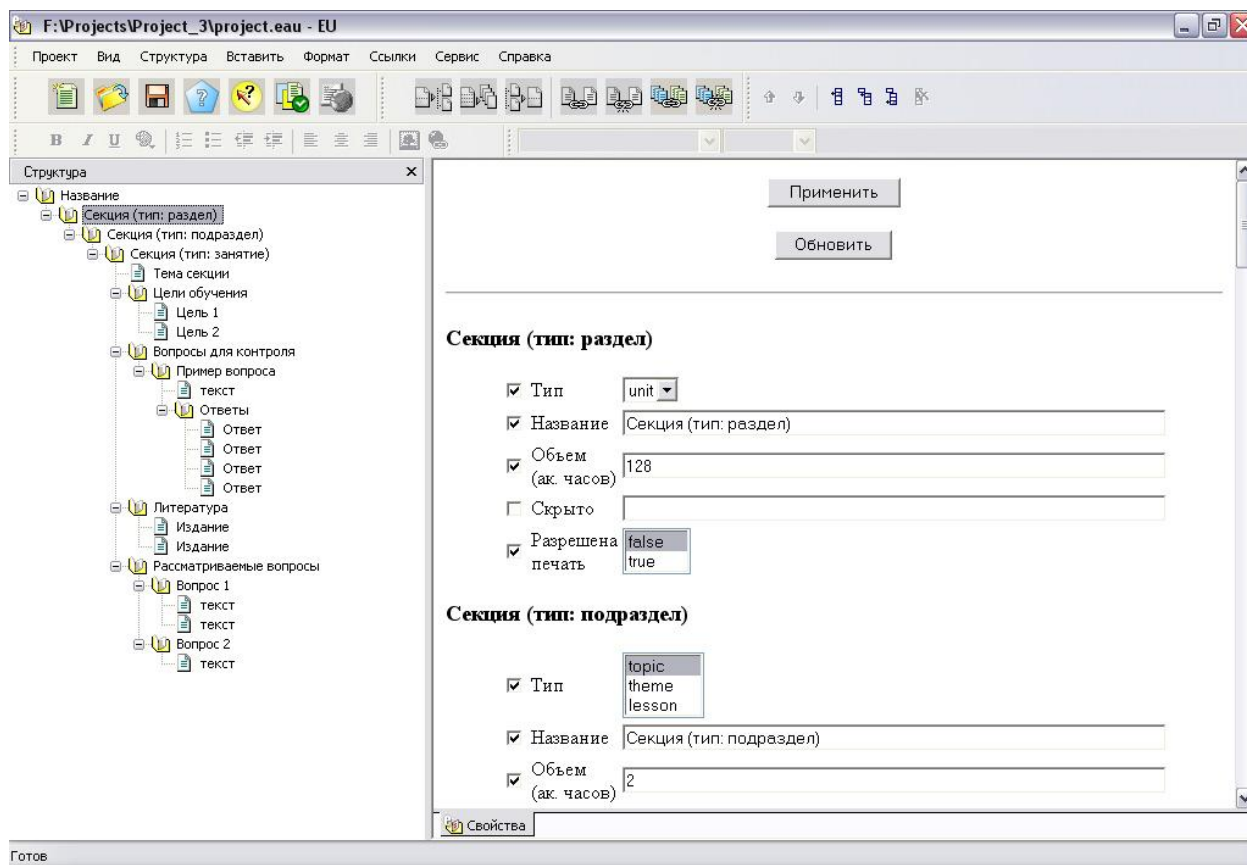 F:\Projects\Project_3\project.eau - EU
Проект Вид Структура Вставить Формат Ссылки Сервис Справка
B I U
Структура
Название
Секция (тип: раздел)
Секция (тип: подраздел)
Секция (тип: занятие)
Тема секции
Цели обучения
Цель 1
Цель 2
Вопросы для контроля
Пример вопроса
текст
Ответы
Ответ
Ответ
Ответ
Ответ
Литература
Издание
Издание
Рассматриваемые вопросы
Вопрос 1
текст
текст
Вопрос 2
текст
Применить
Обновить
Секция (тип: раздел)
Тип unit
Название Секция (тип: раздел)
Объем
(ак. часов) 128
Скрыто
Разрешена false
печать true
Секция (тип: подраздел)
topic
Тип theme
lesson
Название Секция (тип: подраздел)
Объем
(ак. часов) 2
Свойства
Готов